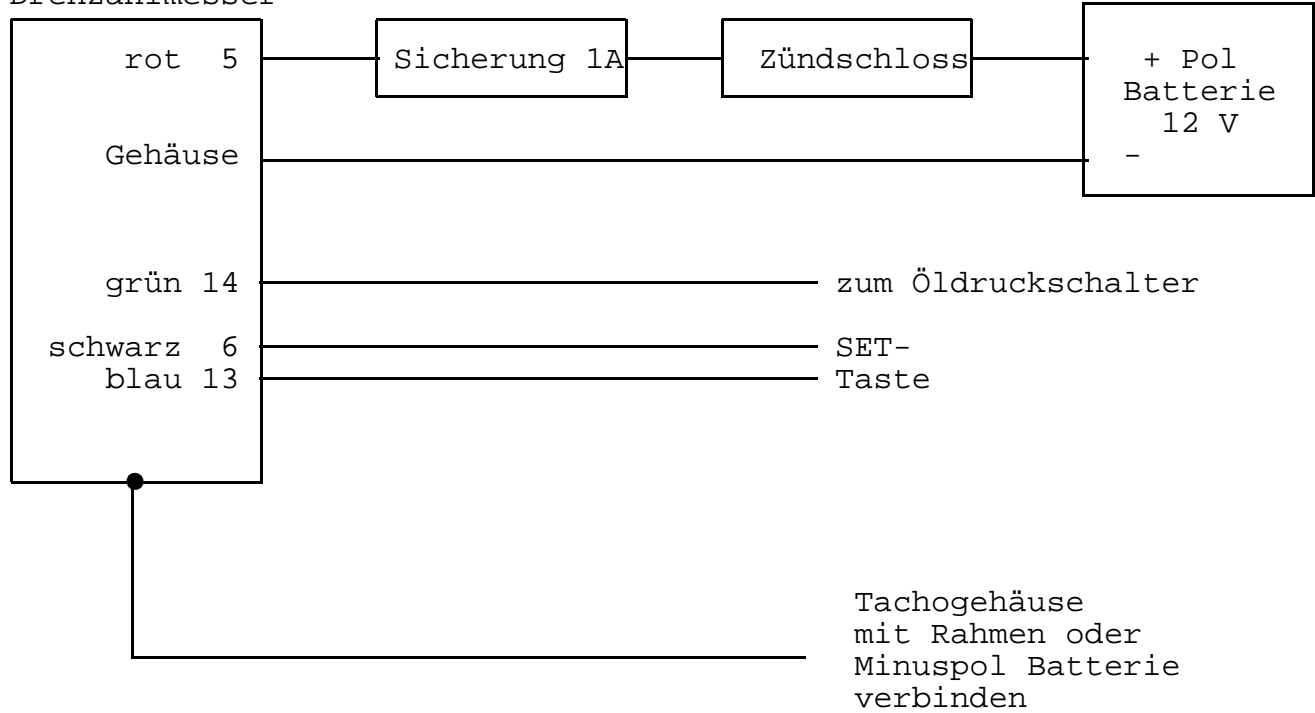 Drehzahlmesser
rot 5
Sicherung 1A
Zündschloss
+ Pol
Batterie
12 V
-
Gehäuse
grün 14
zum Öldruckschalter
schwarz 6
SET-
blau 13
Taste
Tachogehäuse
mit Rahmen oder
Minuspol Batterie
verbinden